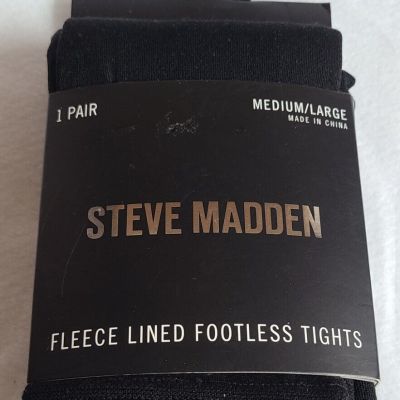 1 PAIR
MEDIUM/LARGE
MADE IN CHINA
STEVE MADDEN
FLEECE LINED FOOTLESS TIGHTS